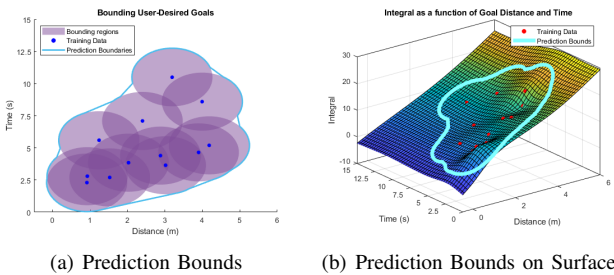 Bounding User-Desired Goals
Bounding regions
Training Data
Prediction Boundaries
15
12.5
10
7.5
5
2.5
0
Time (s)
0
1
2
3
4
5
6
Distance (m)
(a) Prediction Bounds
Integral as a function of Goal Distance and Time
Training Data
Prediction Bounds
30
20
10
0
-10
Integral
15
12.5
10
7.5
5
2.5
0
Time (s)
0
2
4
6
Distance (m)
(b) Prediction Bounds on Surface